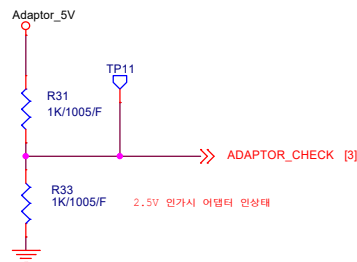 Adaptor_5V
TP11
R31
1K/1005/F
ADAPTOR_CHECK [3]
R33
1K/1005/F
2.5V 인가시 어댑터 인상태